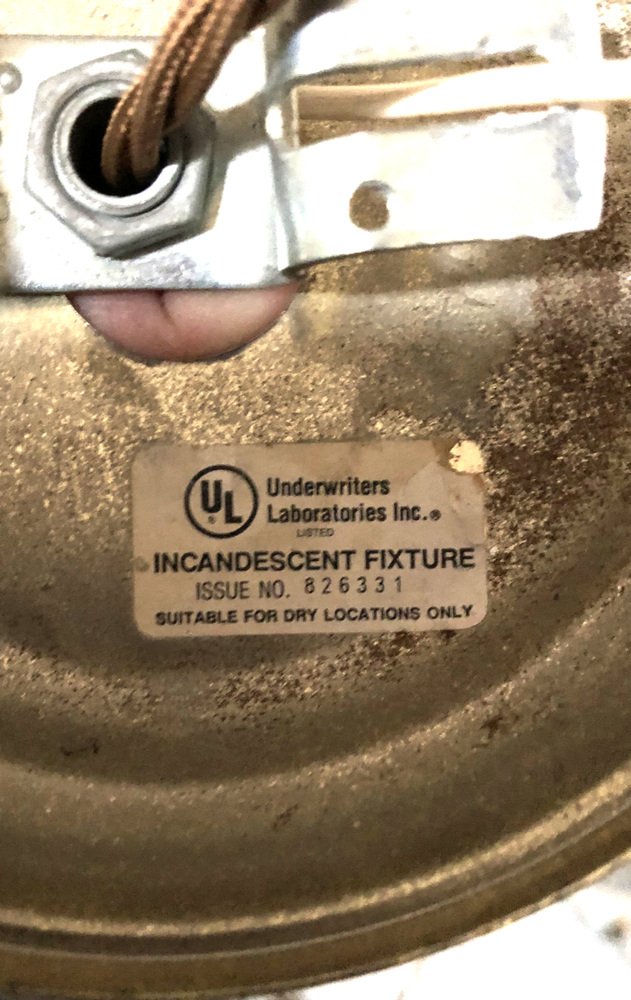 UL® Underwriters
Laboratories Inc.®
LISTED
INCANDESCENT FIXTURE
ISSUE NO. 826331
SUITABLE FOR DRY LOCATIONS ONLY